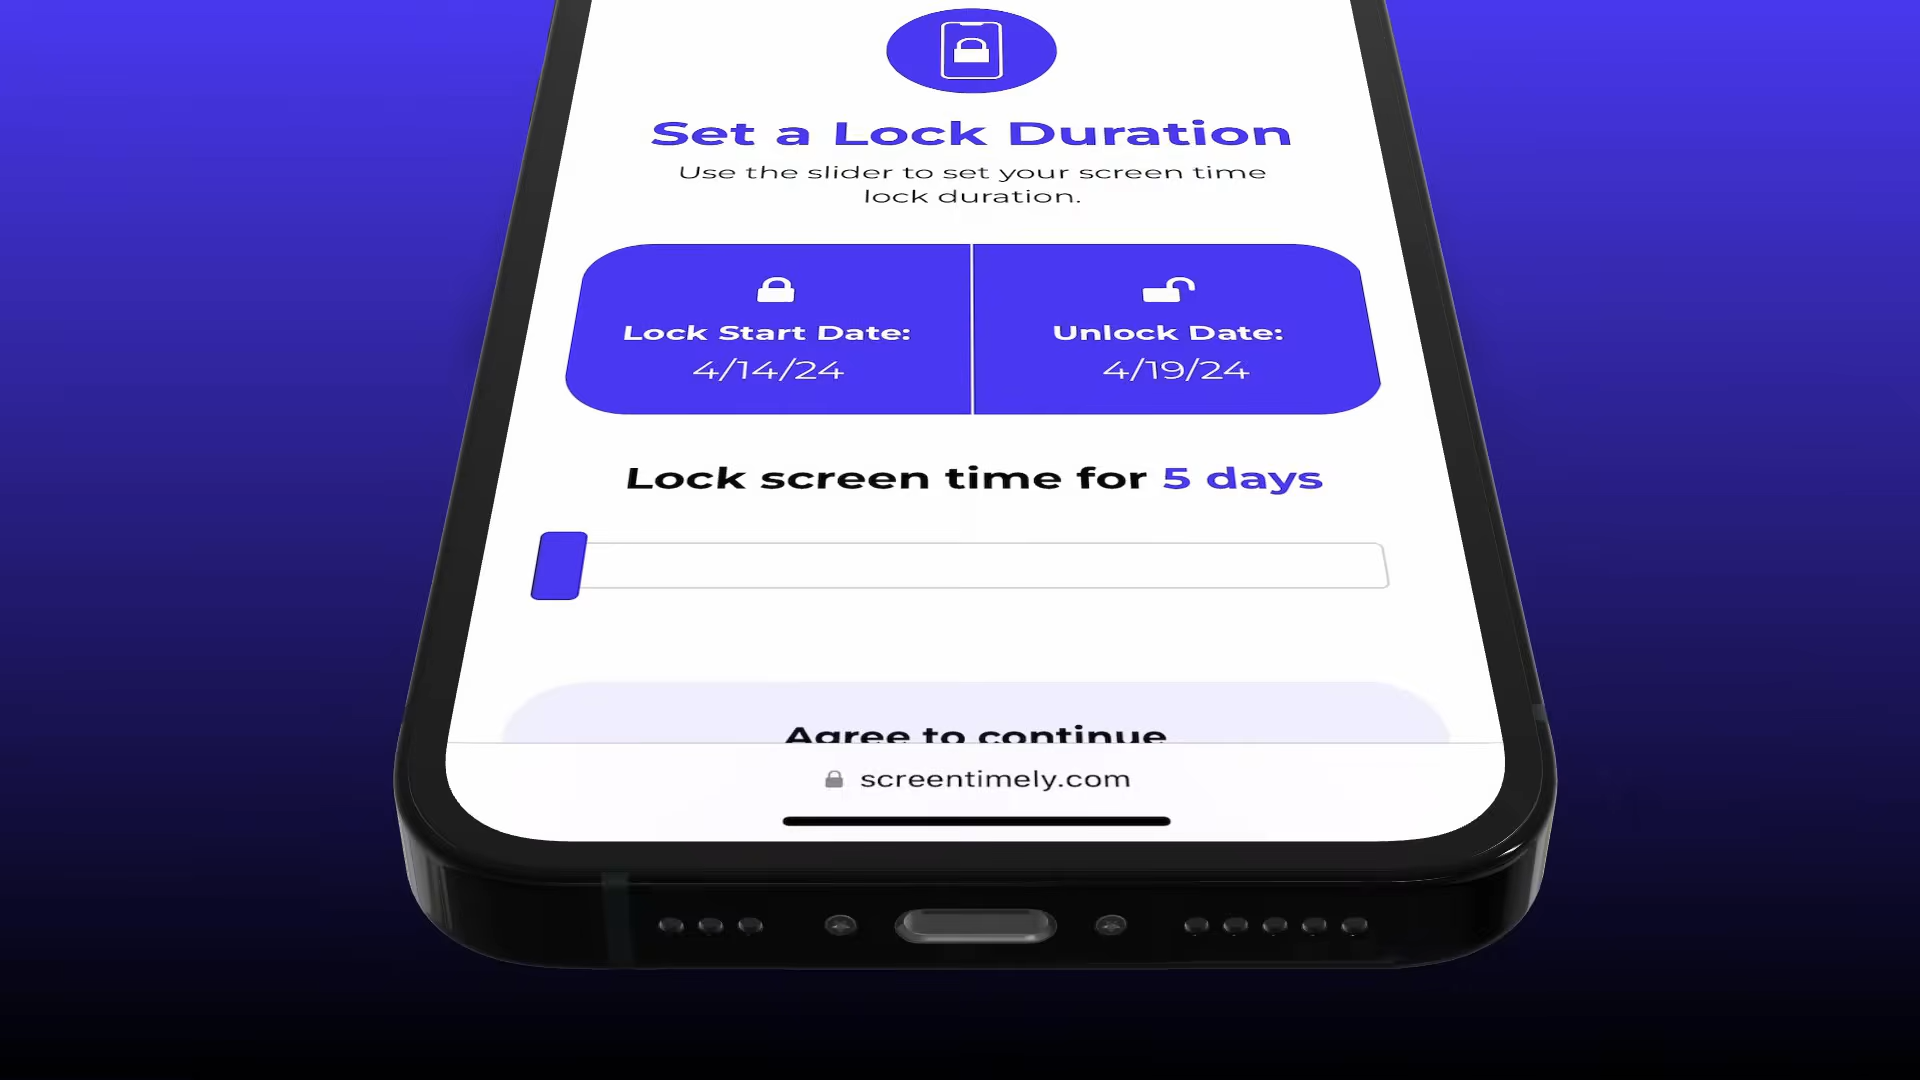 Set a Lock Duration
Use the slider to set your screen time
lock duration.
Lock Start Date:
4/14/24
Unlock Date:
4/19/24
Lock screen time for 5 days
Agree to continue
screentimely.com